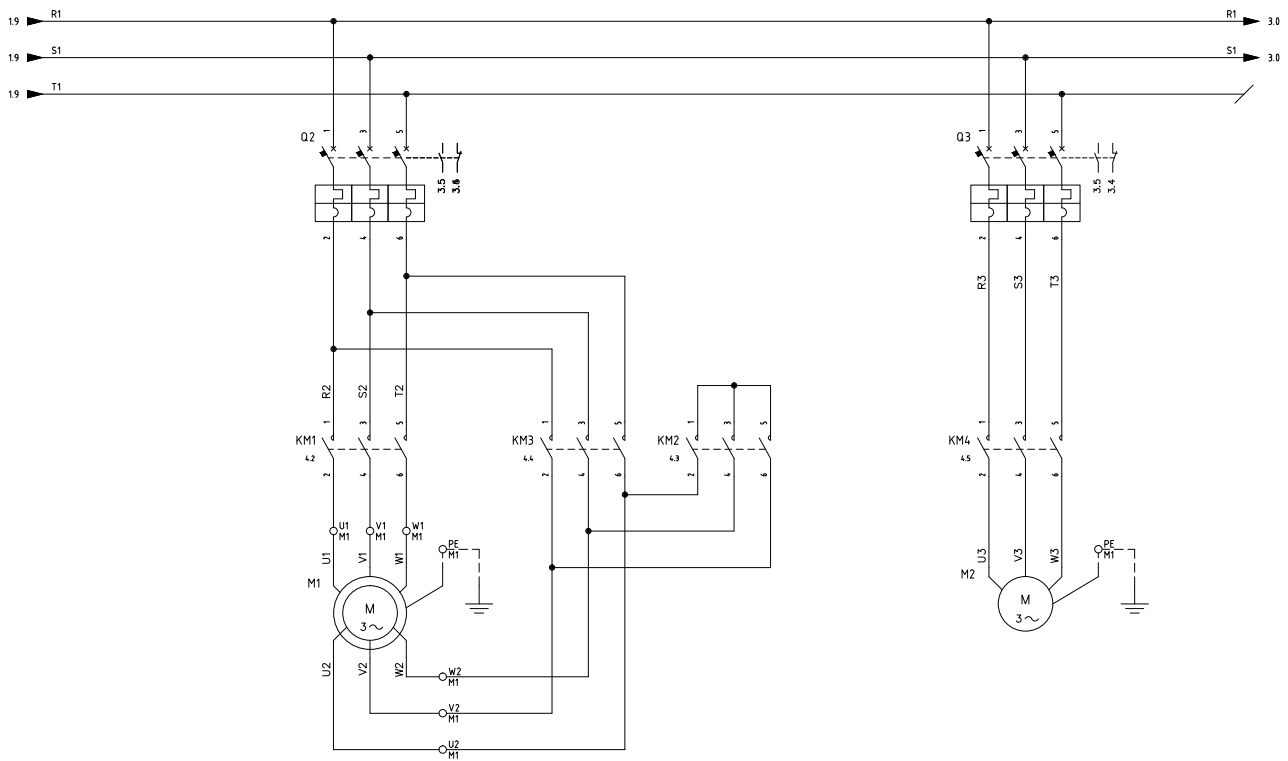 1.9 R1 R1 3.0
1.9 S1 S1 3.0
1.9 T1
Q2 1 3 5
3.5 3.6
2 4 6
Q3 1 3 5
3.5 3.4
2 4 6
R3 S3 T3
R2 S2 T2
KM1 1 3 5
4.2
2 4 6
KM3 1 3 5
4.4
2 4 6
KM2 1 3 5
4.3
2 4 6
KM4 1 3 5
4.5
2 4 6
U1 V1 W1
M1 M1 M1
U1 V1 W1
PE
M1
M1
M
3~
U2 V2 W2
W2
M1
V2
M1
U2
M1
U3 V3 W3
PE
M1
M2
M
3~